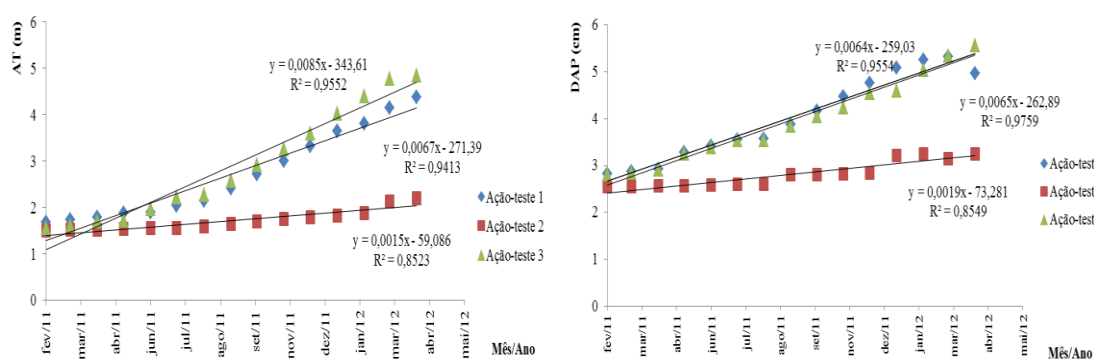 AT (m)
6
5
4
3
2
1
0
y = 0,0085x - 343,61
R² = 0,9552
y = 0,0067x - 271,39
R² = 0,9413
y = 0,0015x - 59,086
R² = 0,8523
Ação-teste 1
Ação-teste 2
Ação-teste 3
fev/11
mar/11
abr/11
jun/11
jul/11
ago/11
set/11
nov/11
dez/11
jan/12
fev/12
abr/12
mai/12
Mês/Ano
DAP (cm)
6
5
4
3
2
1
0
y = 0,0064x - 259,03
R² = 0,9554
y = 0,0065x - 262,89
R² = 0,9759
y = 0,0019x - 73,281
R² = 0,8549
Ação-test
Ação-test
Ação-test
fev/11
mar/11
abr/11
jun/11
jul/11
ago/11
set/11
nov/11
dez/11
jan/12
fev/12
abr/12
mai/12
Mês/Ano